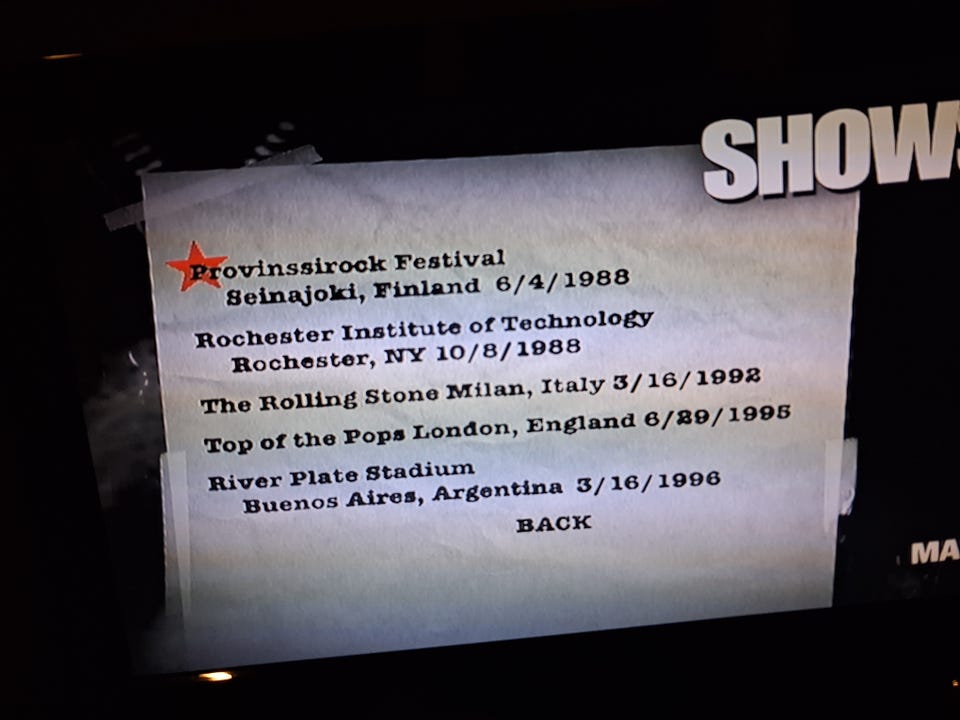 SHOWS
Provinssirock Festival
Seinajoki, Finland 6/4/1988
Rochester Institute of Technology
Rochester, NY 10/8/1988
The Rolling Stone Milan, Italy 3/16/1992
Top of the Pops London, England 6/29/1995
River Plate Stadium
Buenos Aires, Argentina 3/16/1996
BACK
MA